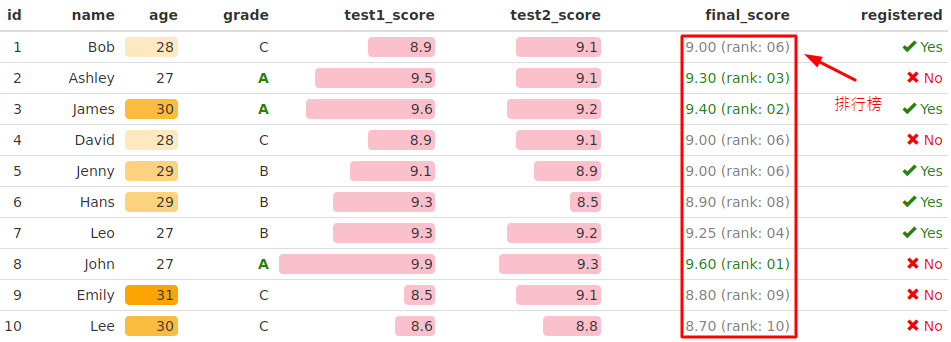 id name age grade test1_score test2_score final_score registered
1 Bob 28 C 8.9 9.1 9.00 (rank: 06) Yes
2 Ashley 27 A 9.5 9.1 9.30 (rank: 03) No
3 James 30 A 9.6 9.2 9.40 (rank: 02) Yes
排行榜
4 David 28 C 8.9 9.1 9.00 (rank: 06) No
5 Jenny 29 B 9.1 8.9 9.00 (rank: 06) Yes
6 Hans 29 B 9.3 8.5 8.90 (rank: 08) Yes
7 Leo 27 B 9.3 9.2 9.25 (rank: 04) Yes
8 John 27 A 9.9 9.3 9.60 (rank: 01) No
9 Emily 31 C 8.5 9.1 8.80 (rank: 09) No
10 Lee 30 C 8.6 8.8 8.70 (rank: 10) No